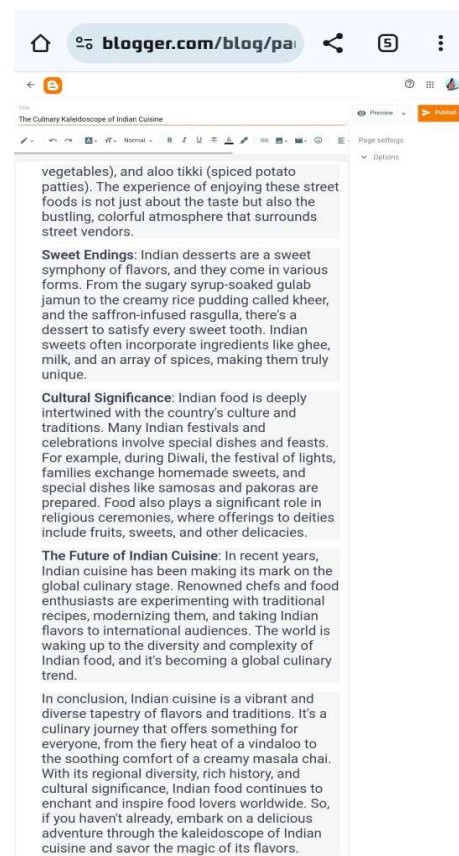 blogger.com/blog/pa
5
Title
The Culinary Kaleidoscope of Indian Cuisine
Preview
Publish
Normal
B I U
Page settings
Options
vegetables), and aloo tikki (spiced potato
patties). The experience of enjoying these street
foods is not just about the taste but also the
bustling, colorful atmosphere that surrounds
street vendors.
Sweet Endings: Indian desserts are a sweet
symphony of flavors, and they come in various
forms. From the sugary syrup-soaked gulab
jamun to the creamy rice pudding called kheer,
and the saffron-infused rasgulla, there's a
dessert to satisfy every sweet tooth. Indian
sweets often incorporate ingredients like ghee,
milk, and an array of spices, making them truly
unique.
Cultural Significance: Indian food is deeply
intertwined with the country's culture and
traditions. Many Indian festivals and
celebrations involve special dishes and feasts.
For example, during Diwali, the festival of lights,
families exchange homemade sweets, and
special dishes like samosas and pakoras are
prepared. Food also plays a significant role in
religious ceremonies, where offerings to deities
include fruits, sweets, and other delicacies.
The Future of Indian Cuisine: In recent years,
Indian cuisine has been making its mark on the
global culinary stage. Renowned chefs and food
enthusiasts are experimenting with traditional
recipes, modernizing them, and taking Indian
flavors to international audiences. The world is
waking up to the diversity and complexity of
Indian food, and it's becoming a global culinary
trend.
In conclusion, Indian cuisine is a vibrant and
diverse tapestry of flavors and traditions. It's a
culinary journey that offers something for
everyone, from the fiery heat of a vindaloo to
the soothing comfort of a creamy masala chai.
With its regional diversity, rich history, and
cultural significance, Indian food continues to
enchant and inspire food lovers worldwide. So,
if you haven't already, embark on a delicious
adventure through the kaleidoscope of Indian
cuisine and savor the magic of its flavors.